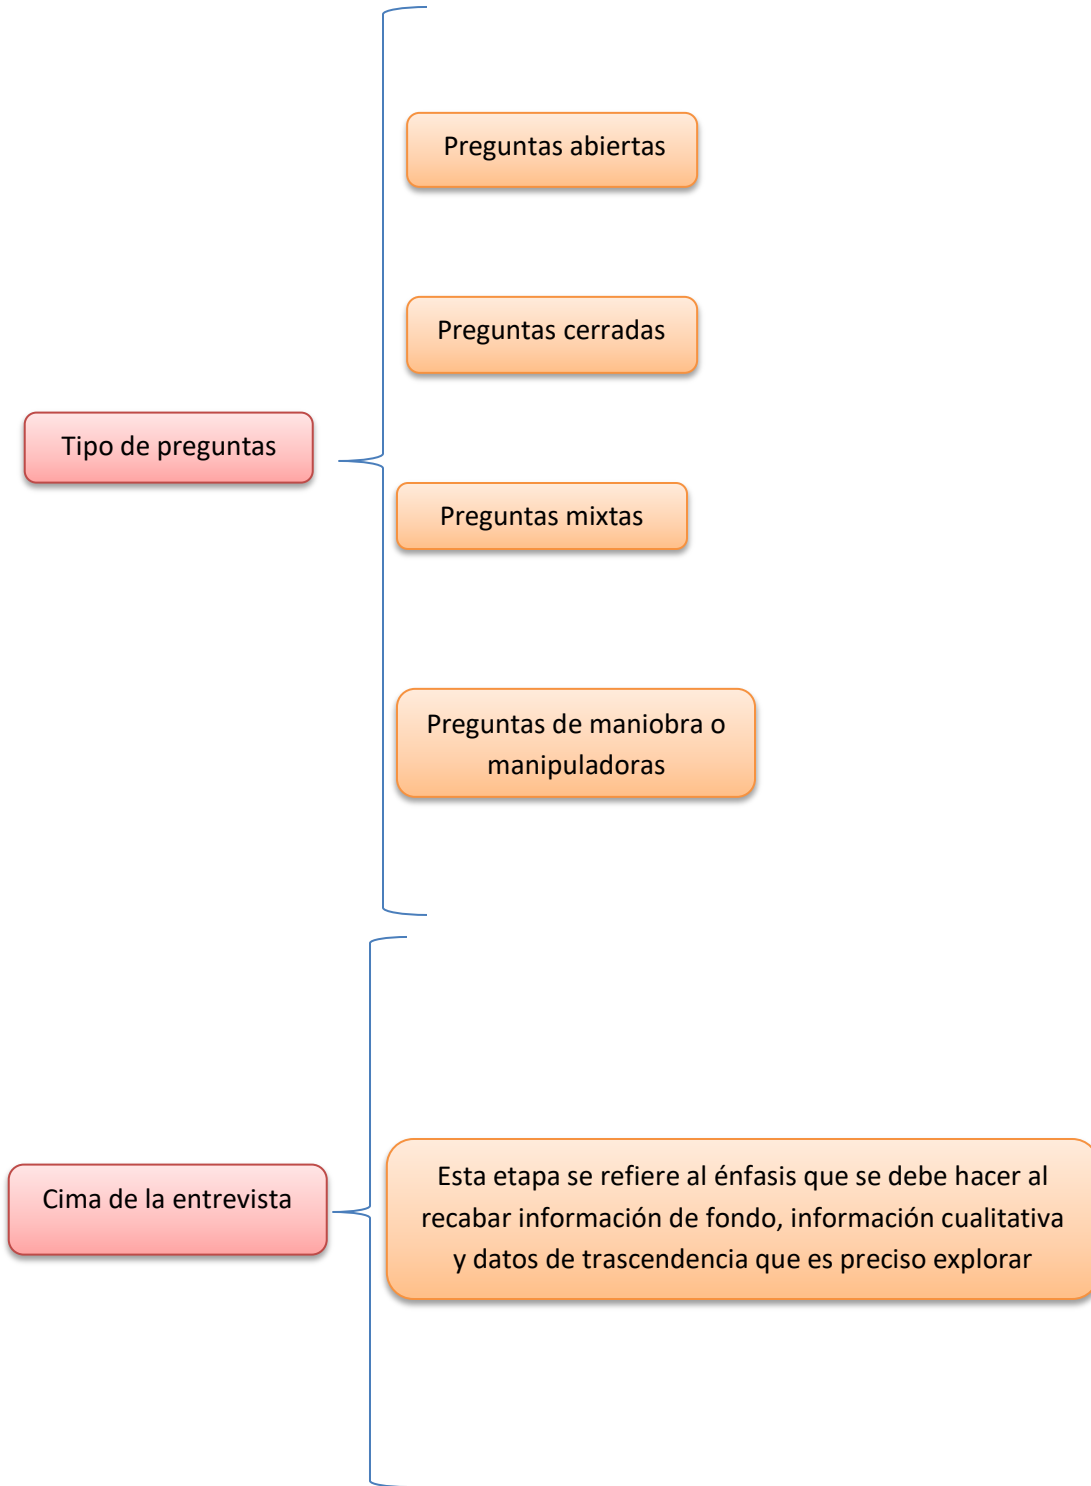 Tipo de preguntas
Preguntas abiertas
Preguntas cerradas
Preguntas mixtas
Preguntas de maniobra o
manipuladoras
Cima de la entrevista
Esta etapa se refiere al énfasis que se debe hacer al
recabar información de fondo, información cualitativa
y datos de trascendencia que es preciso explorar